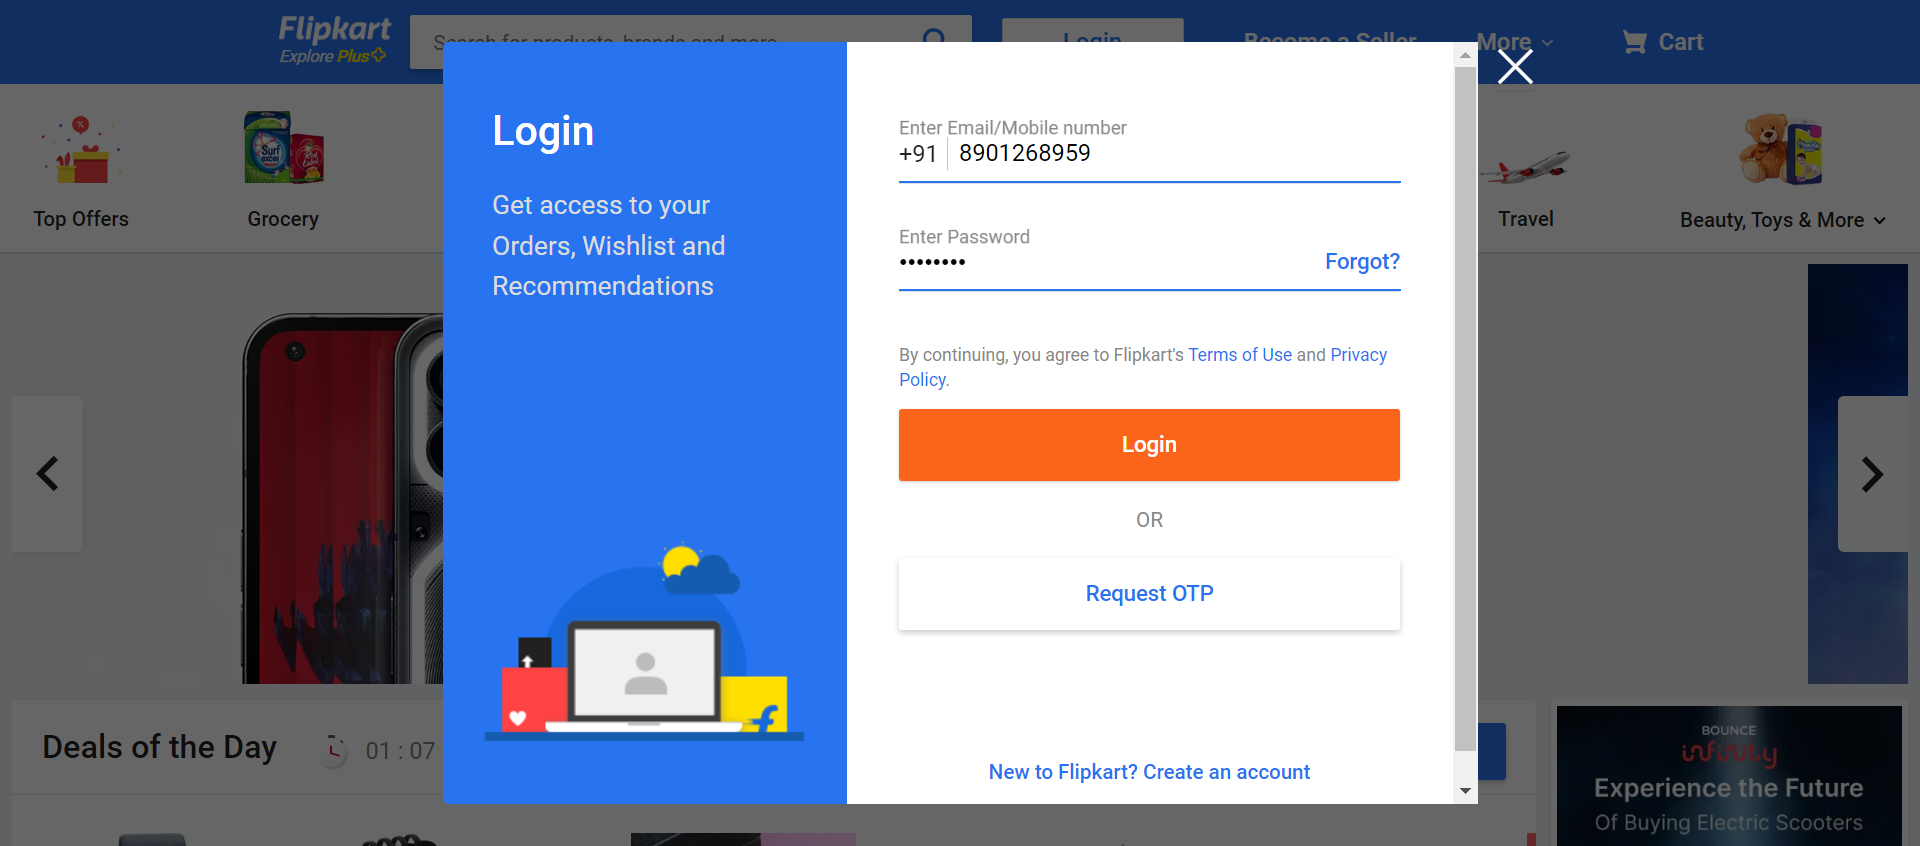 Flipkart
Explore Plus
Search for products, brands and more
Login
Become a Seller
More
Cart
Top Offers
Grocery
Travel
Beauty, Toys & More
Login
Get access to your
Orders, Wishlist and
Recommendations
Enter Email/Mobile number
+91 8901268959
Enter Password
••••••••
Forgot?
By continuing, you agree to Flipkart's Terms of Use and Privacy
Policy.
Login
OR
Request OTP
New to Flipkart? Create an account
Deals of the Day
01 : 07
Surf
excel
BOUNCE
infinity
Experience the Future
Of Buying Electric Scooters